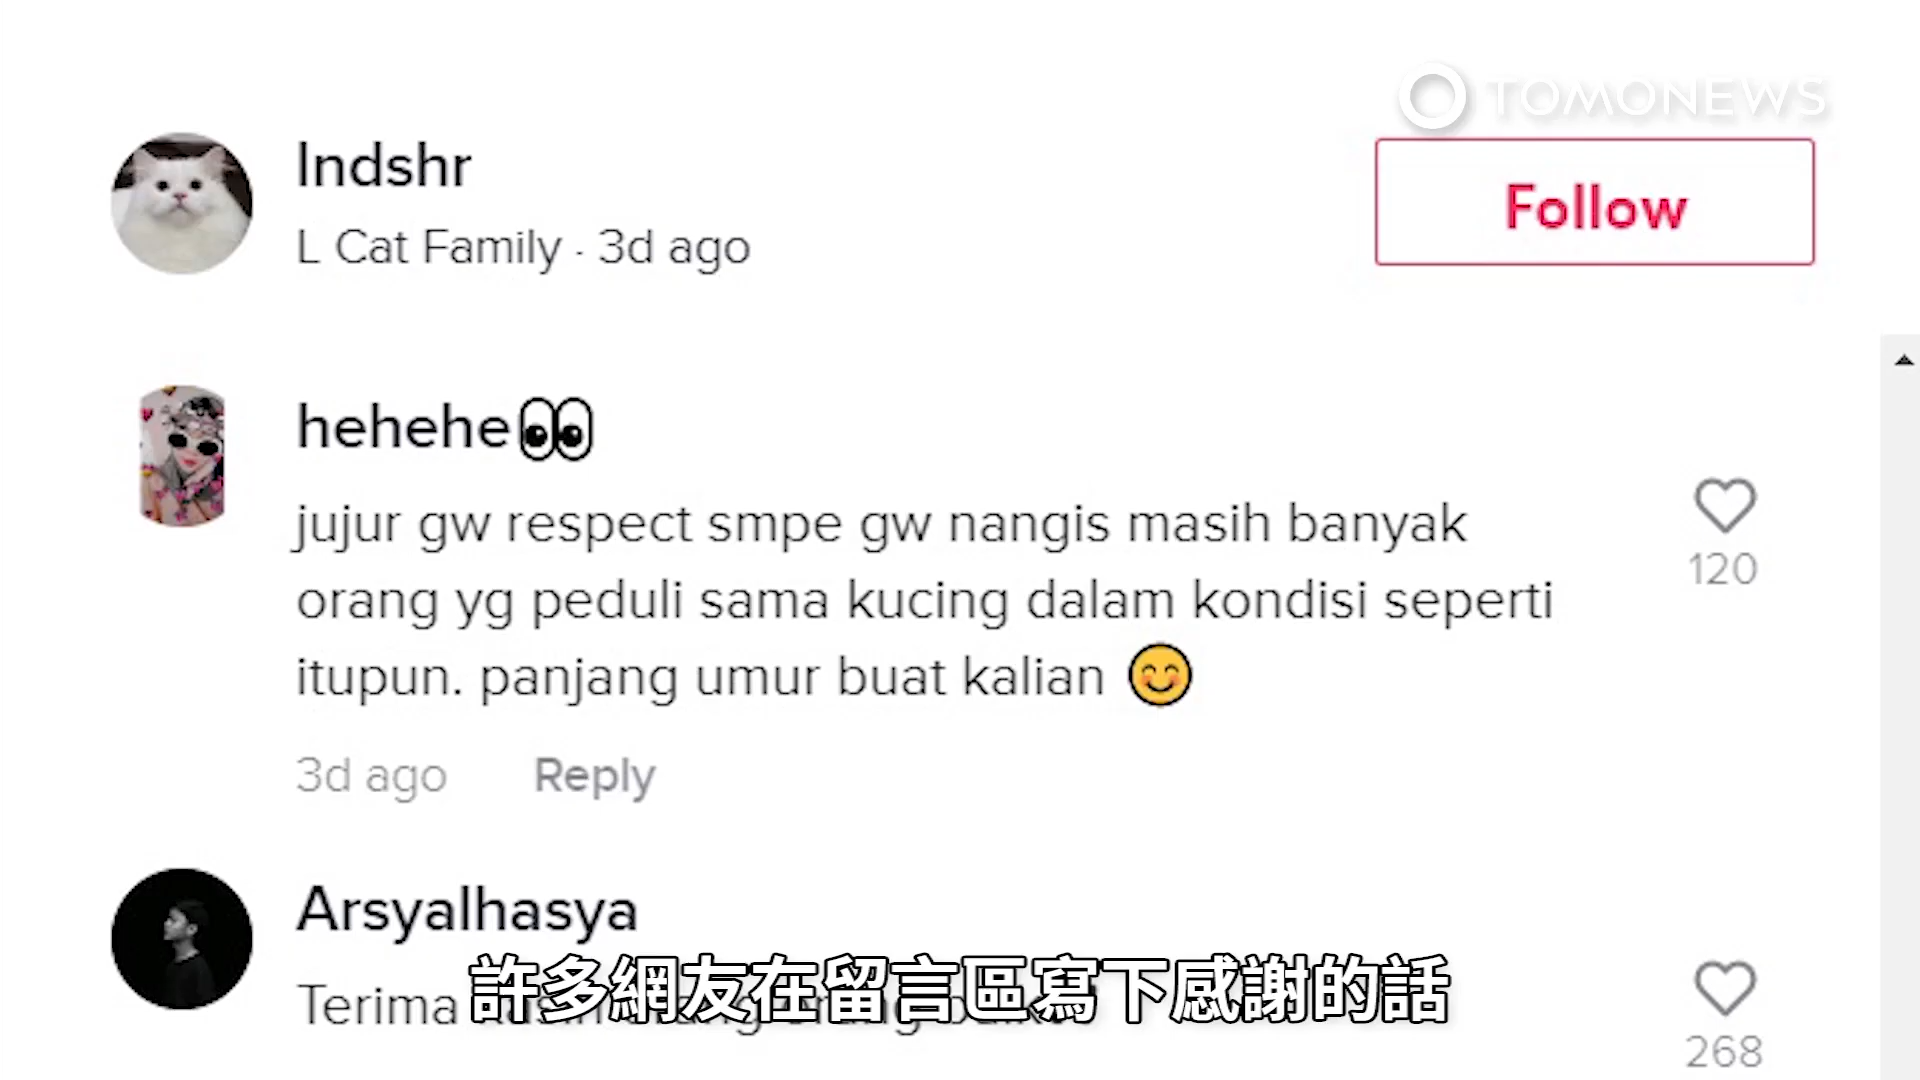 TOMONEWS
lndshr
L Cat Family · 3d ago
Follow
hehehe👀
jujur gw respect smpe gw nangis masih banyak
orang yg peduli sama kucing dalam kondisi seperti
itupun. panjang umur buat kalian 😊
120
3d ago Reply
Arsyalhasya
Terima
許多網友在留言區寫下感謝的話
268